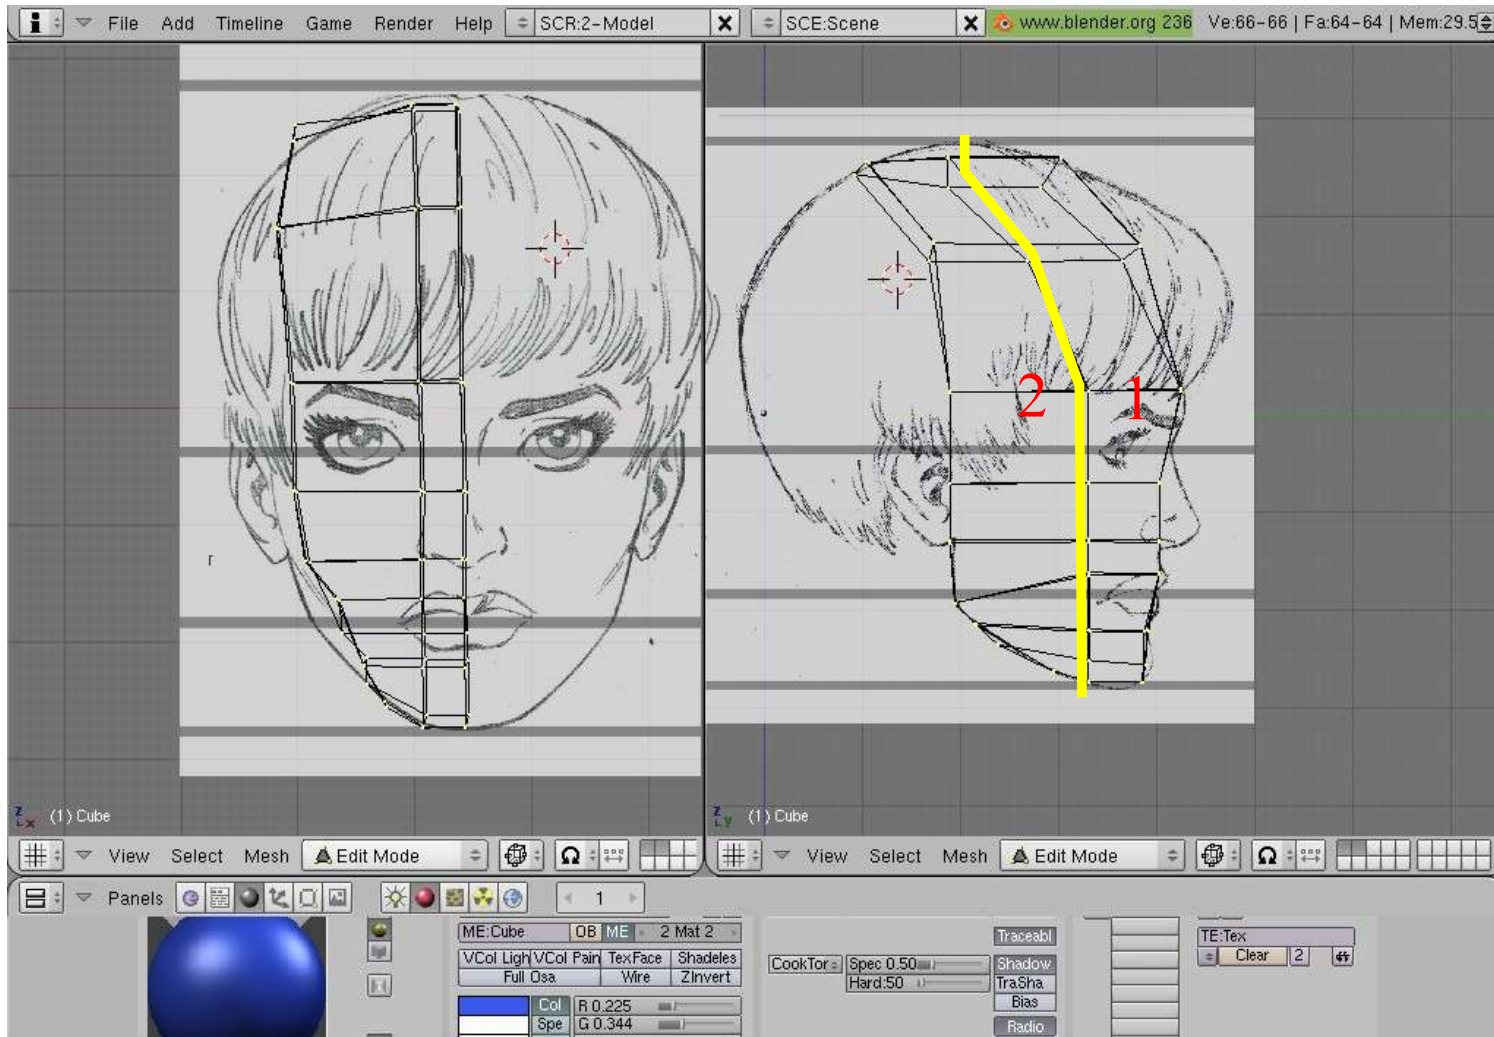 File Add Timeline Game Render Help SCR:2-Model SCE:Scene www.blender.org 236 Ve:66-66 | Fa:64-64 | Mem:29.5
2 1
r
z x (1) Cube
z y (1) Cube
View Select Mesh Edit Mode
View Select Mesh Edit Mode
Panels 1
ME:Cube OB ME 2 Mat 2
VCol Ligh VCol Pain TexFace Shadeles
Full Osa Wire ZInvert
Col R 0.225
Spe G 0.344
Traceabl
CookTor Spec 0.50 Shadow
Hard:50 TraSha
Bias
Radio
TE:Tex
Clear 2